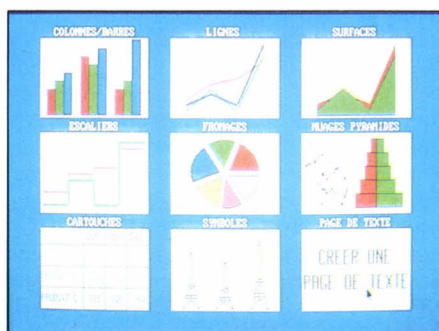 COLONNES/BARRES
LIGNES
SURFACES
ESCALIERS
FROMAGES
NUAGES PYRAMIDES
CARTOUCHES
SYMBOLES
PAGE DE TEXTE
CREER UNE
PAGE DE TEXTE